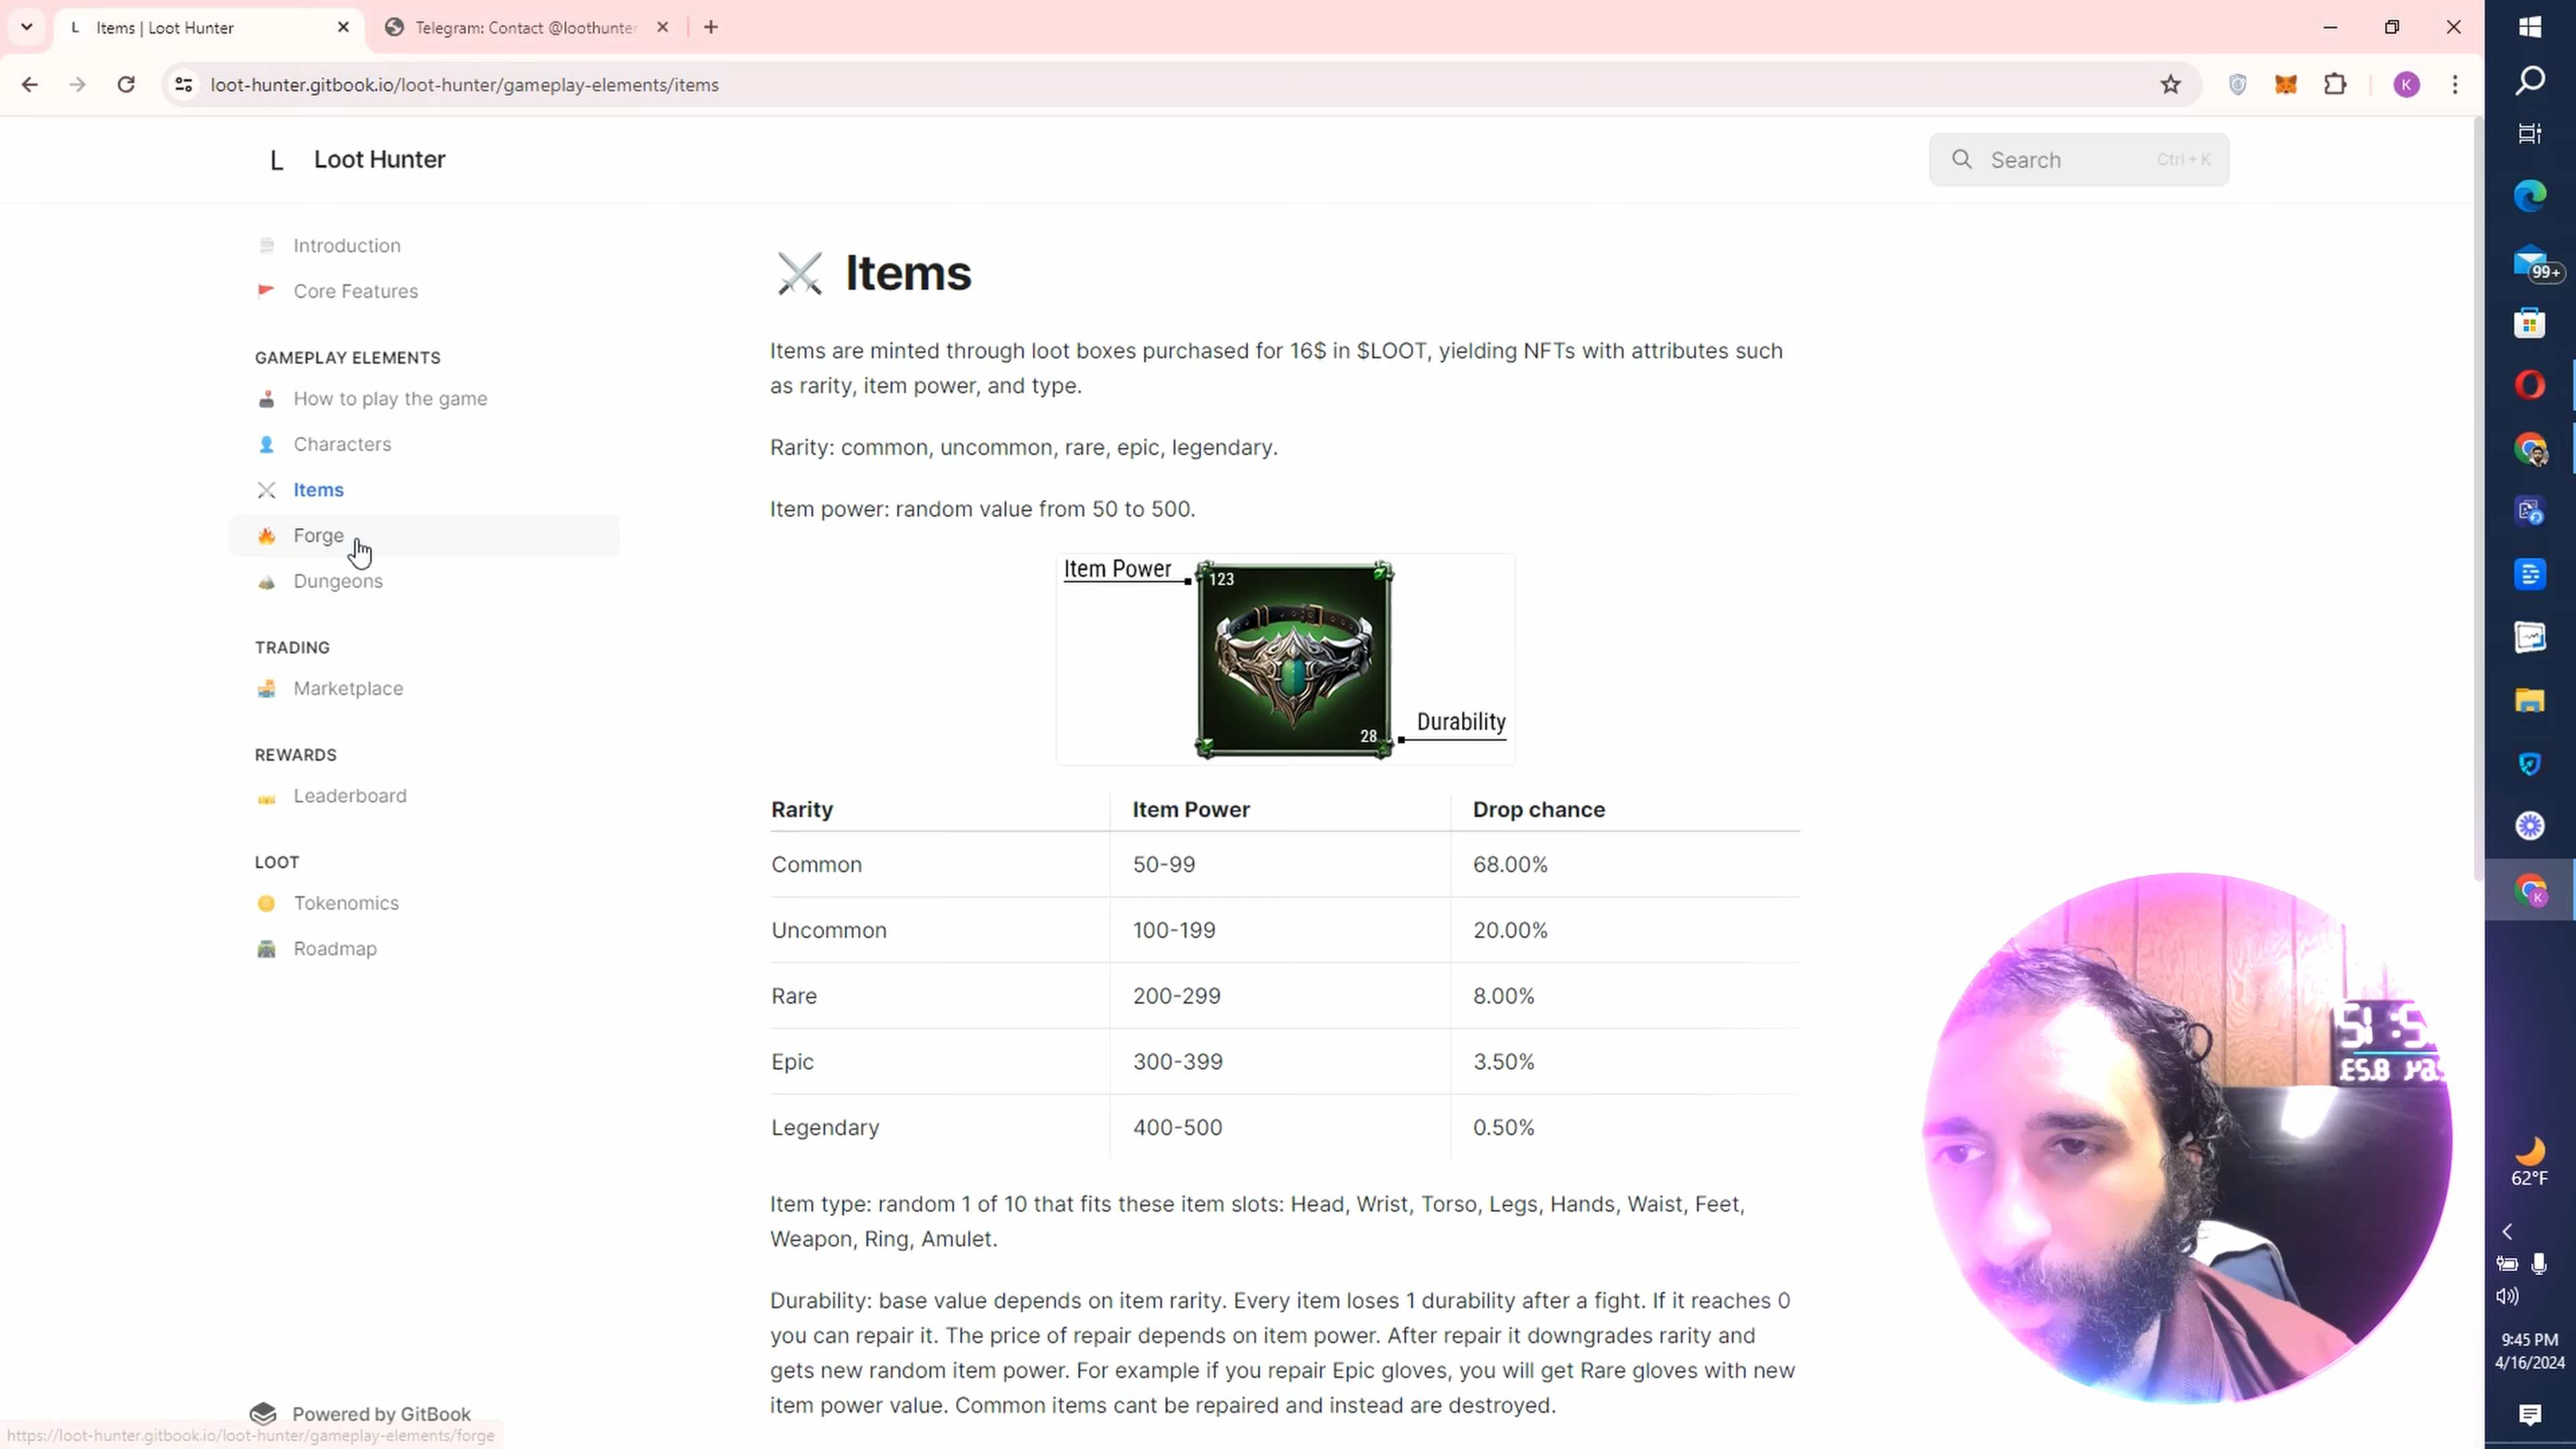 Items | Loot Hunter
Telegram: Contact @loothunter
loot-hunter.gitbook.io/loot-hunter/gameplay-elements/items
K
L
Loot Hunter
Search
Ctrl + K
Introduction
Core Features
GAMEPLAY ELEMENTS
How to play the game
Characters
Items
Forge
Dungeons
TRADING
Marketplace
REWARDS
Leaderboard
LOOT
Tokenomics
Roadmap
Powered by GitBook
https://loot-hunter.gitbook.io/loot-hunter/gameplay-elements/forge
Items
Items are minted through loot boxes purchased for 16$ in $LOOT, yielding NFTs with attributes such
as rarity, item power, and type.
Rarity: common, uncommon, rare, epic, legendary.
Item power: random value from 50 to 500.
Item Power
123
Durability
28
Rarity Item Power Drop chance
Common 50-99 68.00%
Uncommon 100-199 20.00%
Rare 200-299 8.00%
Epic 300-399 3.50%
Legendary 400-500 0.50%
Item type: random 1 of 10 that fits these item slots: Head, Wrist, Torso, Legs, Hands, Waist, Feet,
Weapon, Ring, Amulet.
Durability: base value depends on item rarity. Every item loses 1 durability after a fight. If it reaches 0
you can repair it. The price of repair depends on item power. After repair it downgrades rarity and
gets new random item power. For example if you repair Epic gloves, you will get Rare gloves with new
item power value. Common items cant be repaired and instead are destroyed.
99+
K
62°F
9:45 PM
4/16/2024